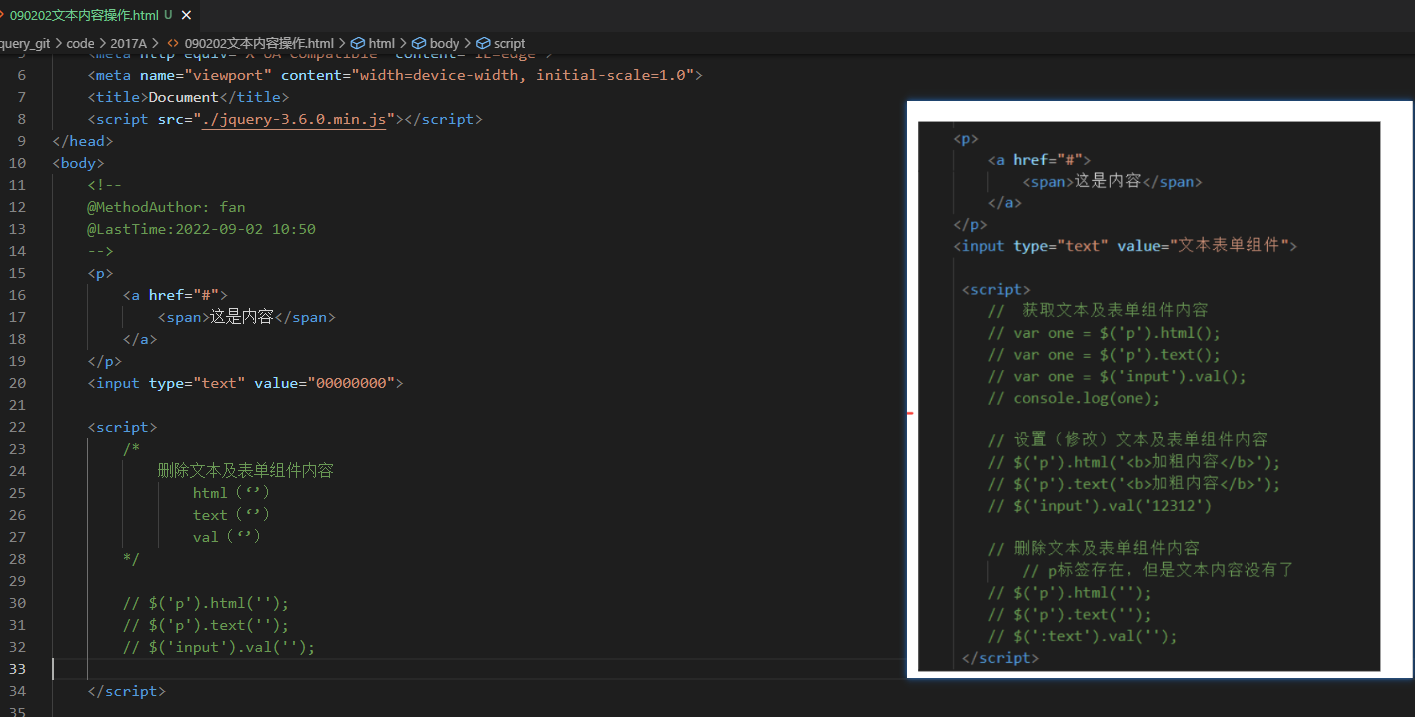 090202文本内容操作.html U ×
query_git > code > 2017A > <> 090202文本内容操作.html > html > body > script
5 <meta http-equiv="X-UA-Compatible" content="IE=edge">
6 <meta name="viewport" content="width=device-width, initial-scale=1.0">
7 <title>Document</title>
8 <script src="./jquery-3.6.0.min.js"></script>
9 </head>
10 <body>
11 <!--
12 @MethodAuthor: fan
13 @LastTime:2022-09-02 10:50
14 -->
15 <p>
16 <a href="#">
17 <span>这是内容</span>
18 </a>
19 </p>
20 <input type="text" value="00000000">
21
22 <script>
23 /*
24 删除文本及表单组件内容
25 html（‘’）
26 text（‘’）
27 val（‘’）
28 */
29
30 // $('p').html('');
31 // $('p').text('');
32 // $('input').val('');
33
34 </script>
35
<p>
<a href="#">
<span>这是内容</span>
</a>
</p>
<input type="text" value="文本表单组件">
<script>
// 获取文本及表单组件内容
// var one = $('p').html();
// var one = $('p').text();
// var one = $('input').val();
// console.log(one);
// 设置（修改）文本及表单组件内容
// $('p').html('<b>加粗内容</b>');
// $('p').text('<b>加粗内容</b>');
// $('input').val('12312')
// 删除文本及表单组件内容
// p标签存在，但是文本内容没有了
// $('p').html('');
// $('p').text('');
// $(':text').val('');
</script>